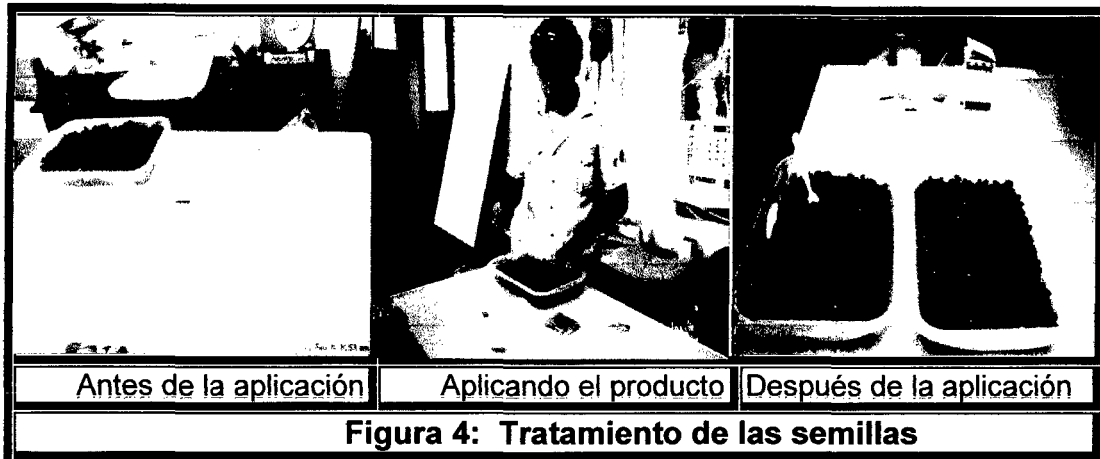 Antes de la aplicación
Aplicando el producto
Después de la aplicación
Figura 4: Tratamiento de las semillas